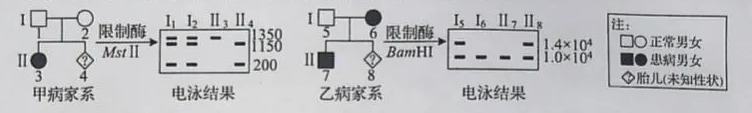 I 1 2 限制酶 MstⅡ I₁ I₂ Ⅱ₃ Ⅱ₄ 1350 1150 200
Ⅱ 3 ? 4
甲病家系 电泳结果
I 5 6 限制酶 BamHI I₅ I₆ Ⅱ₇ Ⅱ₈ 1.4×10⁴ 1.0×10⁴
Ⅱ 7 ? 8
乙病家系 电泳结果
注:
正常男女
患病男女
? 胎儿(未知性状)